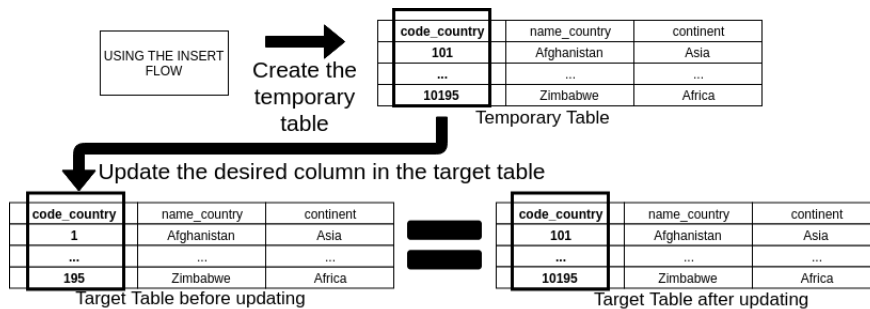 USING THE INSERT
FLOW
Create the
temporary
table
code_country name_country continent
101 Afghanistan Asia
... ... ...
10195 Zimbabwe Africa
Temporary Table
Update the desired column in the target table
code_country name_country continent
1 Afghanistan Asia
... ... ...
195 Zimbabwe Africa
Target Table before updating
code_country name_country continent
101 Afghanistan Asia
... ... ...
10195 Zimbabwe Africa
Target Table after updating